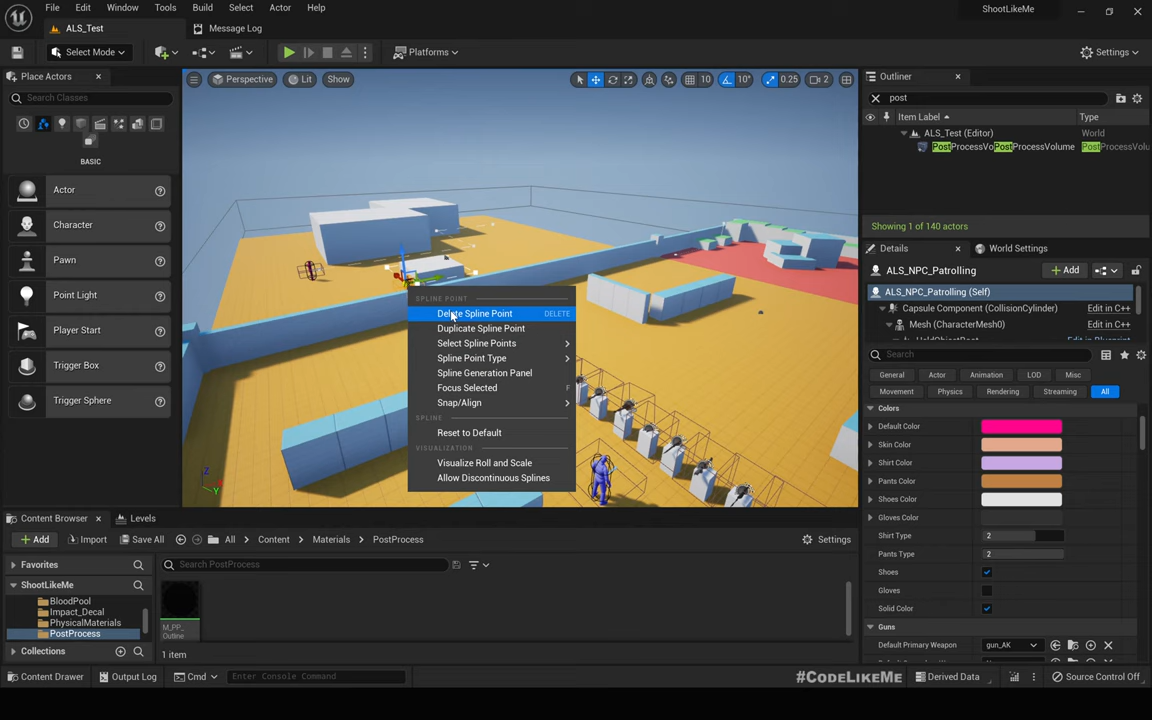 File Edit Window Tools Build Select Actor Help
ShootLikeMe
ALS_Test
Message Log
Select Mode
Platforms
Settings
Place Actors
Search Classes
BASIC
Actor
Character
Pawn
Point Light
Player Start
Trigger Box
Trigger Sphere
Perspective Lit Show
10 10° 0.25 2
SPLINE POINT
Delete Spline Point DELETE
Duplicate Spline Point
Select Spline Points
Spline Point Type
Spline Generation Panel
Focus Selected F
Snap/Align
SPLINE
Reset to Default
VISUALIZATION
Visualize Roll and Scale
Allow Discontinuous Splines
Z
Y
Outliner
post
Item Label Type
ALS_Test (Editor) World
PostProcessVoPostProcessVolume PostProcessVolu
Showing 1 of 140 actors
Details World Settings
ALS_NPC_Patrolling
Add
ALS_NPC_Patrolling (Self)
Capsule Component (CollisionCylinder) Edit in C++
Mesh (CharacterMesh0) Edit in C++
Search
General Actor Animation LOD Misc
Movement Physics Rendering Streaming All
Colors
Default Color
Skin Color
Shirt Color
Pants Color
Shoes Color
Gloves Color
Shirt Type 2
Pants Type 2
Shoes
Gloves
Solid Color
Guns
Default Primary Weapon gun_AK
Content Browser Levels
Add Import Save All All Content Materials PostProcess Settings
Favorites
Search PostProcess
ShootLikeMe
BloodPool
Impact_Decal
PhysicalMaterials
PostProcess
Collections
M_PP_
Outline
1 item
#CodeLikeMe
Content Drawer Output Log Cmd Enter Console Command Derived Data Source Control Off